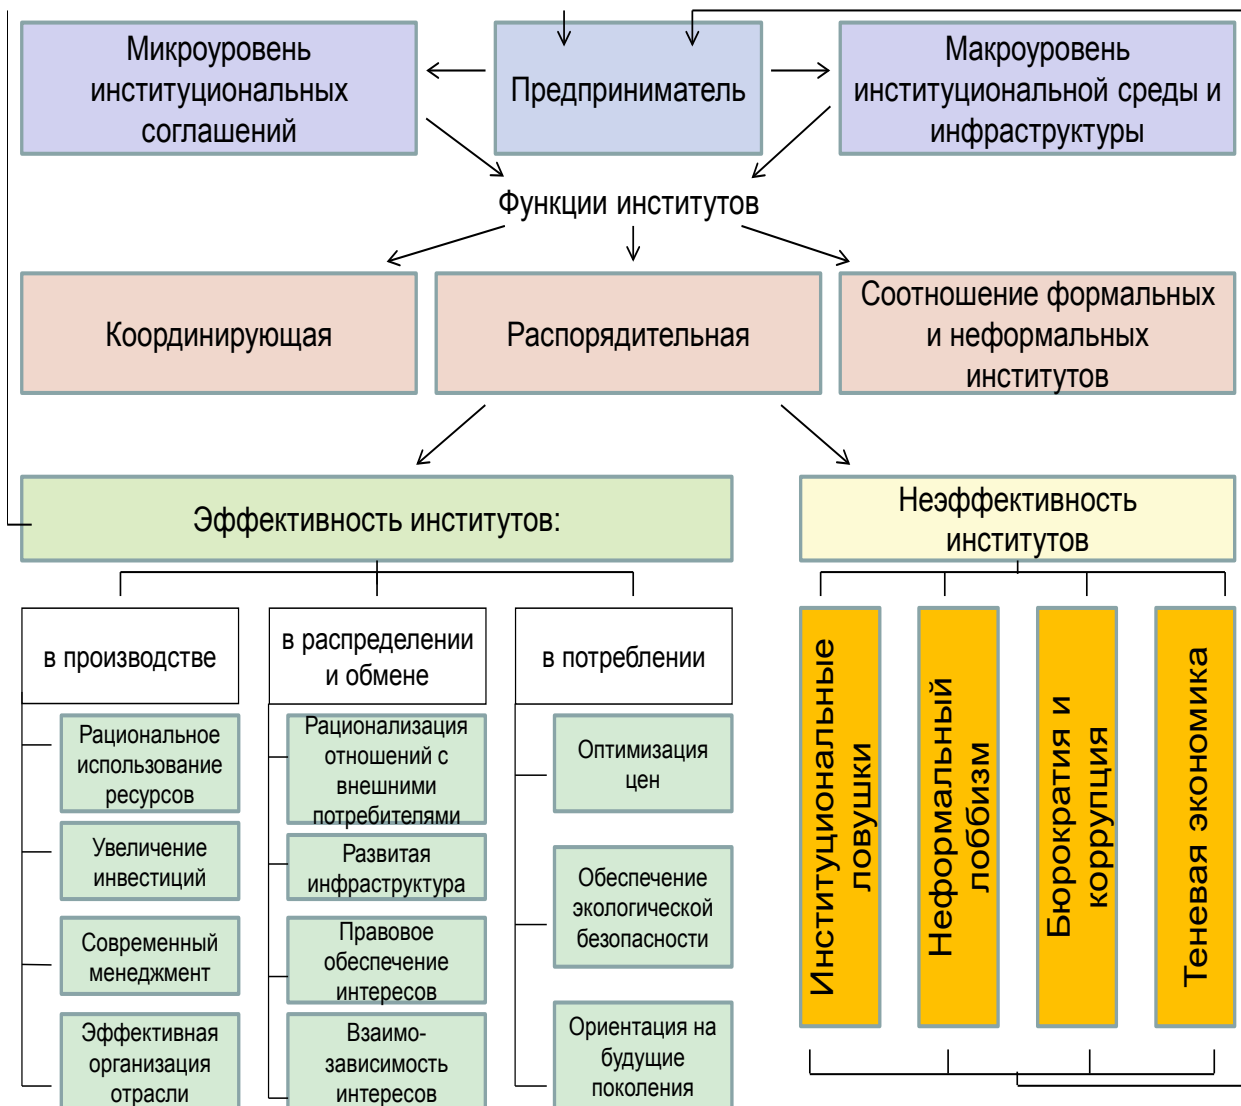 Микроуровень
институциональных
соглашений
Предприниматель
Макроуровень
институциональной среды и
инфраструктуры
Функции институтов
Координирующая
Распорядительная
Соотношение формальных
и неформальных
институтов
Эффективность институтов:
Неэффективность
институтов
в производстве
в распределении
и обмене
в потреблении
Рациональное
использование
ресурсов
Увеличение
инвестиций
Современный
менеджмент
Эффективная
организация
отрасли
Рационализация
отношений с
внешними
потребителями
Развитая
инфраструктура
Правовое
обеспечение
интересов
Взаимо-
зависимость
интересов
Оптимизация
цен
Обеспечение
экологической
безопасности
Ориентация на
будущие
поколения
Институциональные
ловушки
Неформальный
лоббизм
Бюрократия и
коррупция
Теневая экономика